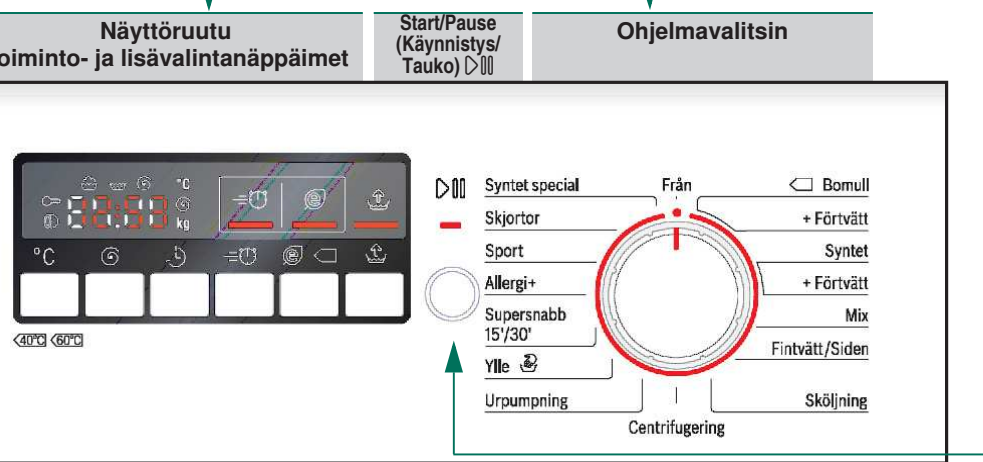 Näyttöruutu
oiminto- ja lisävalintanäppäimet
Start/Pause
(Käynnistys/
Tauko)
Ohjelmavalitsin
°C
kg
°C
40°C 60°C
Syntet special
Skjortor
Sport
Allergi+
Supersnabb
15'/30'
Ylle
Urpumpning
Från
Centrifugering
Bomull
+ Förtvätt
Syntet
+ Förtvätt
Mix
Fintvätt/Siden
Sköljning